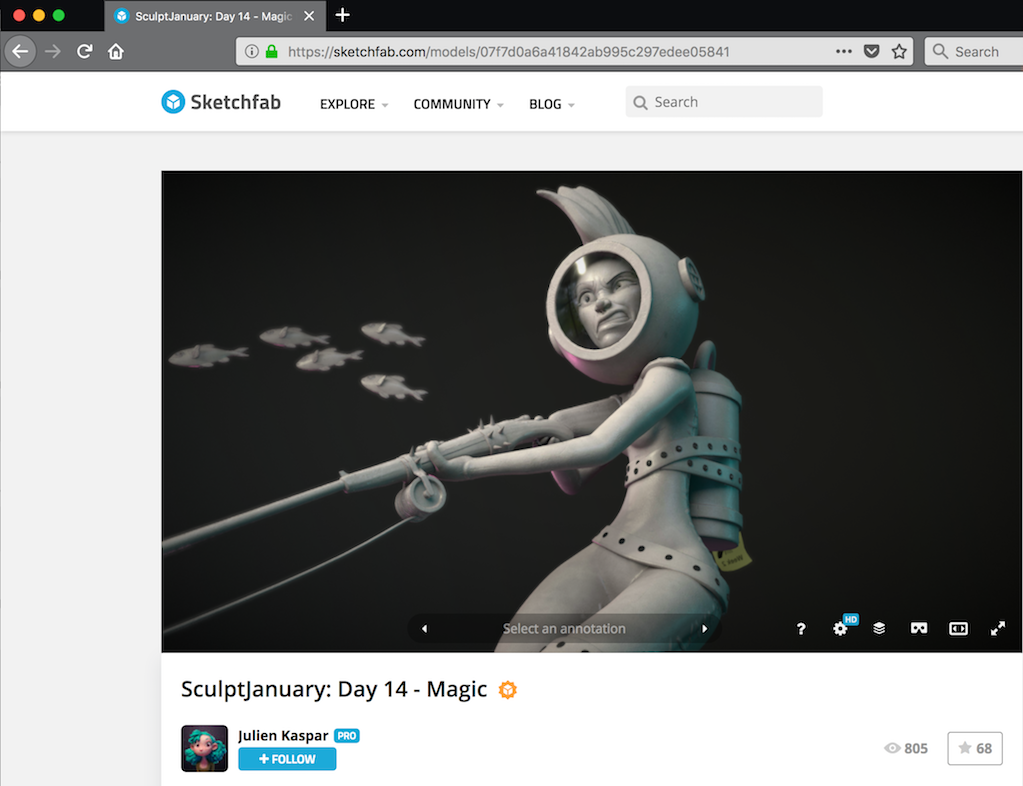 SculptJanuary: Day 14 - Magic
https://sketchfab.com/models/07f7d0a6a41842ab995c297edee05841
Search
Sketchfab
EXPLORE
COMMUNITY
BLOG
Search
Select an annotation
?
HD
SculptJanuary: Day 14 - Magic
Julien Kaspar PRO
+ FOLLOW
805
68